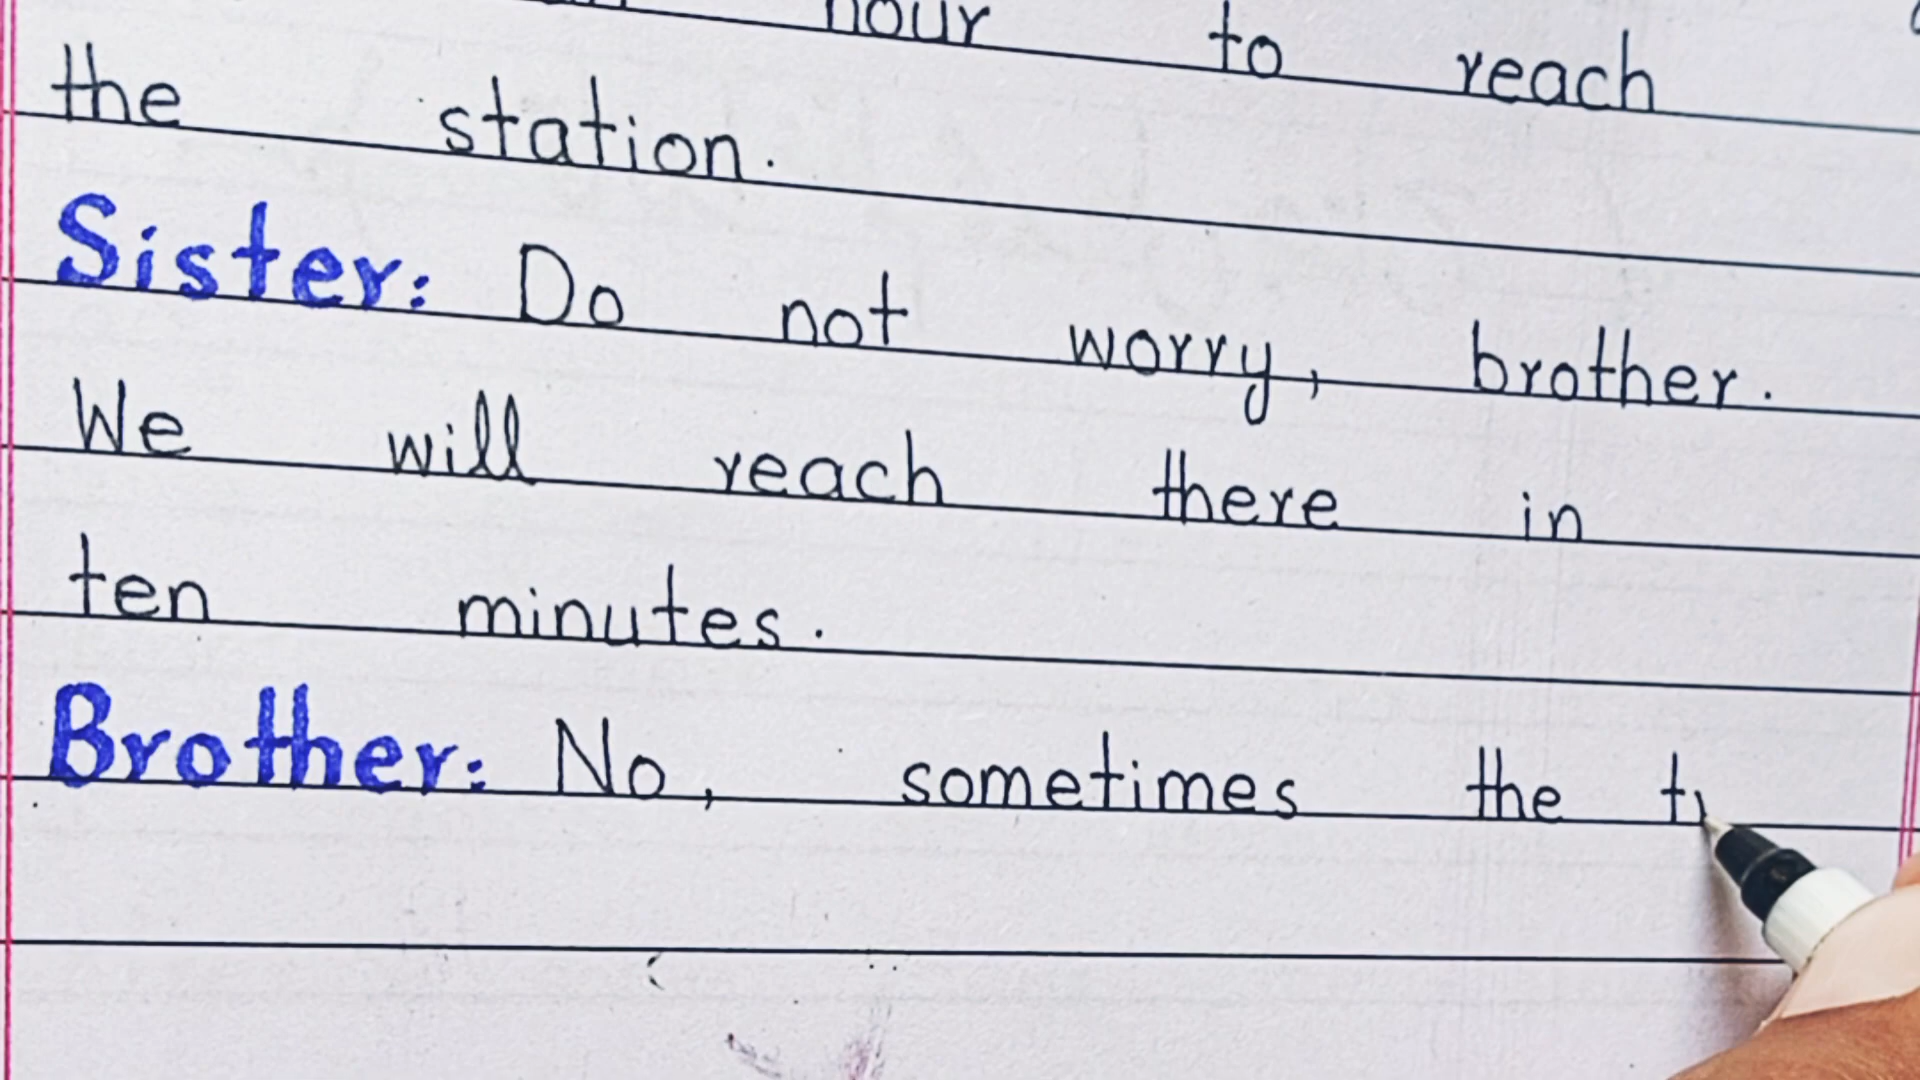 hour to reach
the station.
Sister: Do not worry, brother.
We will reach there in
ten minutes.
Brother: No, sometimes the